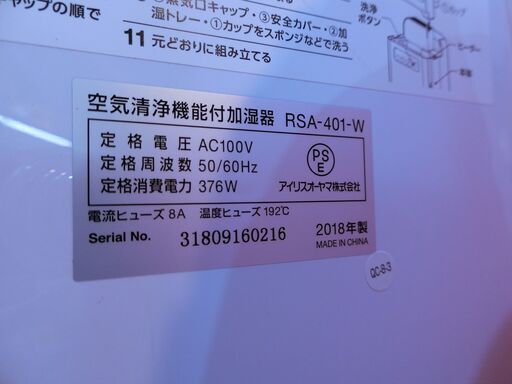 キャップの順で
①蒸気口キャップ・③安全カバー・②加
湿トレー・①カップをスポンジなどで洗う
11 元どおりに組み立てる
洗浄
ボタン
ヒーター
空気清浄機能付加湿器 RSA-401-W
定格電圧 AC100V
定格周波数 50/60Hz
定格消費電力 376W
PSE
アイリスオーヤマ株式会社
電流ヒューズ 8A 温度ヒューズ 192℃
Serial No. 31809160216
2018年製
MADE IN CHINA
QC-8-3